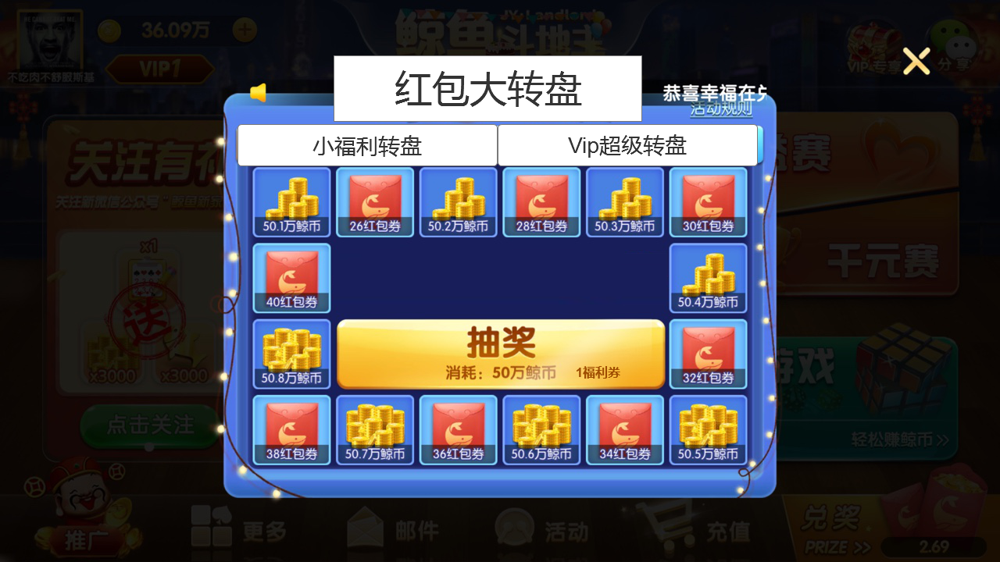 36.09万
JY Landlord
鲸鱼斗地主
VIP1
不吃肉不舒服斯基
VIP专享
分享
恭喜幸福在
活动规则
红包大转盘
小福利转盘
Vip超级转盘
关注有
50.1万鲸币
26红包券
50.2万鲸币
28红包券
50.3万鲸币
30红包券
40红包券
50.4万鲸币
千元赛
x1
送
50.8万鲸币
抽奖
消耗：50万鲸币
1福利券
32红包券
x3000
x3000
游戏
38红包券
50.7万鲸币
36红包券
50.6万鲸币
34红包券
50.5万鲸币
点击关注
轻松赚鲸币>>
推广
更多
邮件
活动
充值
兑奖
PRIZE >>
2.69